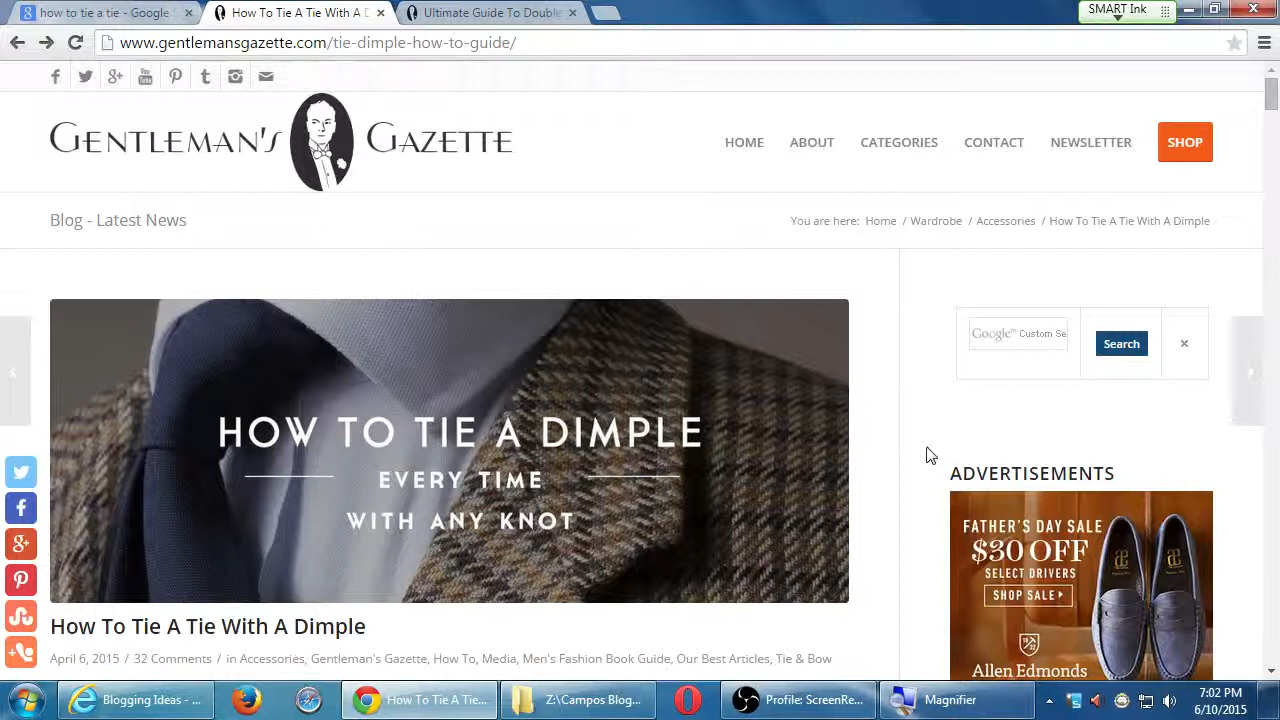 how to tie a tie - Google S
How To Tie A Tie With A D
Ultimate Guide To Double
SMART Ink
www.gentlemansgazette.com/tie-dimple-how-to-guide/
GENTLEMAN'S GAZETTE
HOME ABOUT CATEGORIES CONTACT NEWSLETTER SHOP
Blog - Latest News
You are here: Home / Wardrobe / Accessories / How To Tie A Tie With A Dimple
Google™ Custom Se
Search
HOW TO TIE A DIMPLE
EVERY TIME
WITH ANY KNOT
ADVERTISEMENTS
FATHER'S DAY SALE
$30 OFF
SELECT DRIVERS
SHOP SALE
Allen Edmonds
How To Tie A Tie With A Dimple
April 6, 2015 / 32 Comments / in Accessories, Gentleman's Gazette, How To, Media, Men's Fashion Book Guide, Our Best Articles, Tie & Bow
Blogging Ideas - ...
How To Tie A Tie...
Z:\Campos Blog...
Profile: ScreenRe...
Magnifier
7:02 PM
6/10/2015